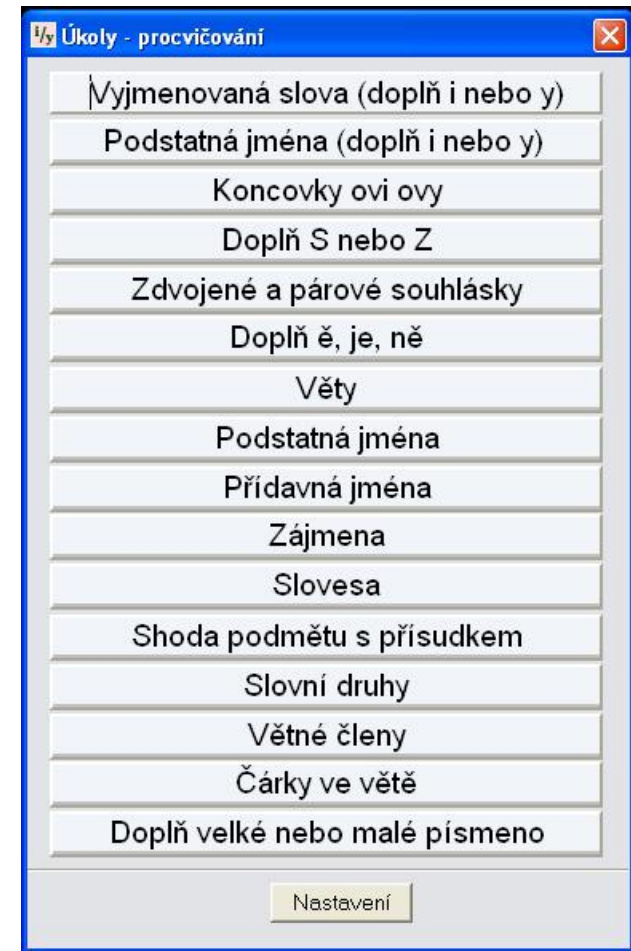 i/y Úkoly - procvičování
Vyjmenovaná slova (doplň i nebo y)
Podstatná jména (doplň i nebo y)
Koncovky ovi ovy
Doplň S nebo Z
Zdvojené a párové souhlásky
Doplň ě, je, ně
Věty
Podstatná jména
Přídavná jména
Zájmena
Slovesa
Shoda podmětu s přísudkem
Slovní druhy
Větné členy
Čárky ve větě
Doplň velké nebo malé písmeno
Nastavení